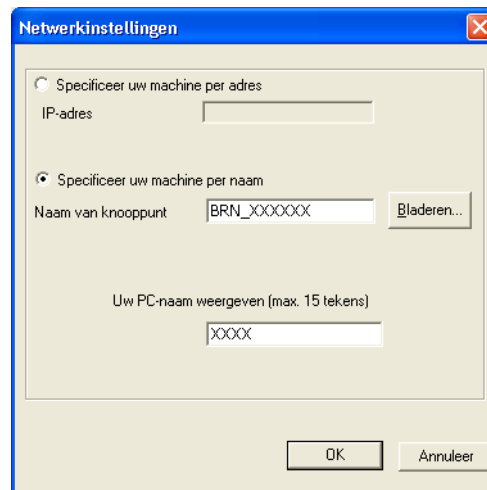 Netwerkinstellingen
Specificeer uw machine per adres
IP-adres
Specificeer uw machine per naam
Naam van knooppunt BRN_XXXXXX Bladeren...
Uw PC-naam weergeven (max. 15 tekens)
XXXX
OK Annuleer